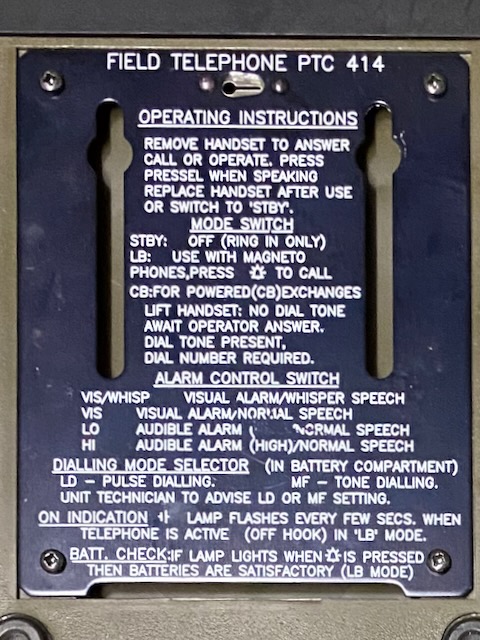 FIELD TELEPHONE PTC 414
OPERATING INSTRUCTIONS
REMOVE HANDSET TO ANSWER
CALL OR OPERATE. PRESS
PRESSEL WHEN SPEAKING
REPLACE HANDSET AFTER USE
OR SWITCH TO 'STBY'.
MODE SWITCH
STBY: OFF (RING IN ONLY)
LB: USE WITH MAGNETO
PHONES,PRESS TO CALL
CB:FOR POWERED(CB)EXCHANGES
LIFT HANDSET: NO DIAL TONE
AWAIT OPERATOR ANSWER.
DIAL TONE PRESENT,
DIAL NUMBER REQUIRED.
ALARM CONTROL SWITCH
VIS/WHISP VISUAL ALARM/WHISPER SPEECH
VIS VISUAL ALARM/NORMAL SPEECH
LO AUDIBLE ALARM ( NORMAL SPEECH
HI AUDIBLE ALARM (HIGH)/NORMAL SPEECH
DIALLING MODE SELECTOR (IN BATTERY COMPARTMENT)
LD - PULSE DIALLING. MF - TONE DIALLING.
UNIT TECHNICIAN TO ADVISE LD OR MF SETTING.
ON INDICATION LAMP FLASHES EVERY FEW SECS. WHEN
TELEPHONE IS ACTIVE (OFF HOOK) IN 'LB' MODE.
BATT. CHECK:IF LAMP LIGHTS WHEN IS PRESSED
THEN BATTERIES ARE SATISFACTORY (LB MODE)